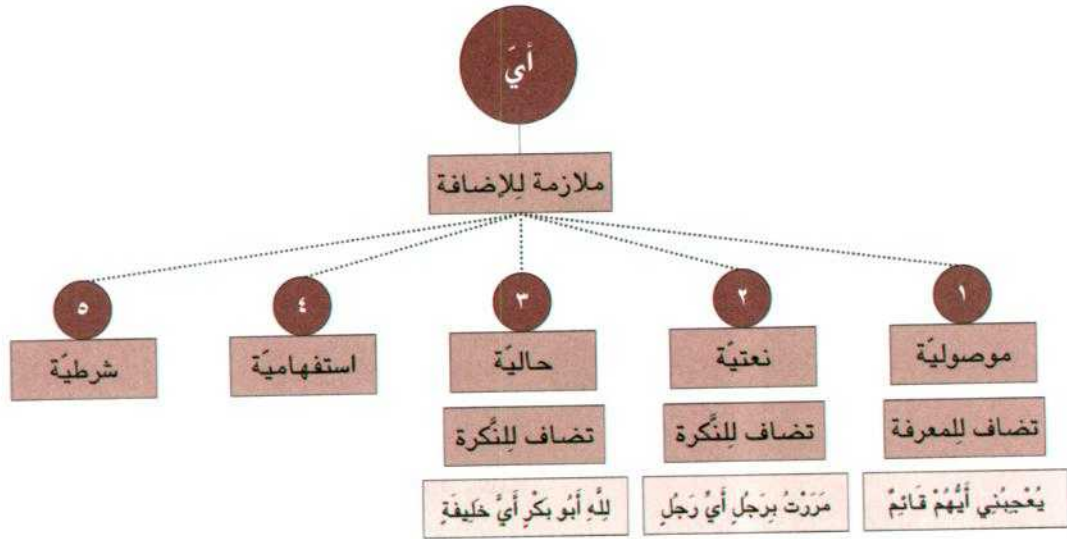 أيَ
ملازمة لِلإضافة
١
٢
٣
٤
٥
موصوليّة
نعتيّة
حاليّة
استفهاميّة
شرطيّة
تضاف لِلمعرفة
تضاف لِلنَّكرة
تضاف لِلنَّكرة
يُعْجِبُنِي أَيُّهُمْ قَائِمٌ
مَرَرْتُ بِرَجُلٍ أَيِّ رَجُلٍ
لِلَّهِ أَبُو بَكْرٍ أَيَّ خَلِيفَةٍ